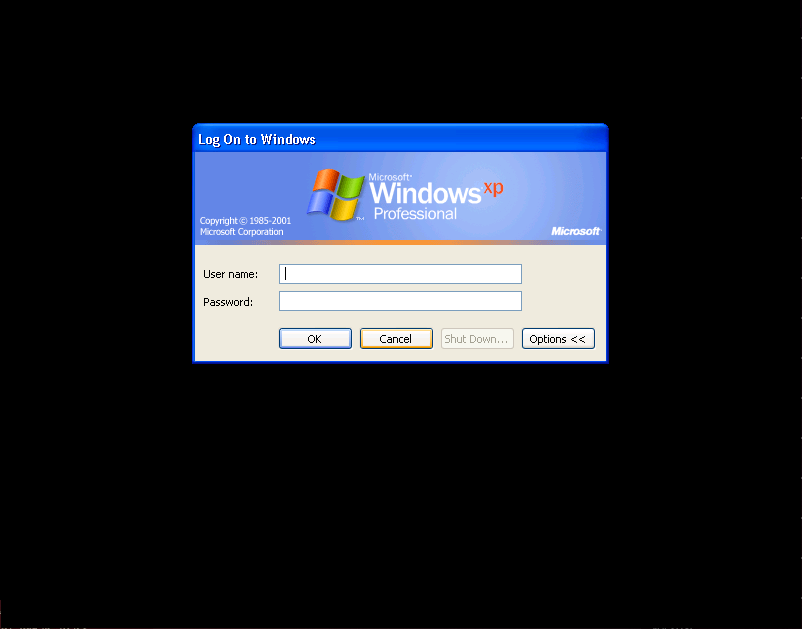 Log On to Windows
Microsoft®
Windows xp
Professional
™
Copyright © 1985-2001
Microsoft Corporation
Microsoft
User name:
Password:
OK
Cancel
Shut Down...
Options <<